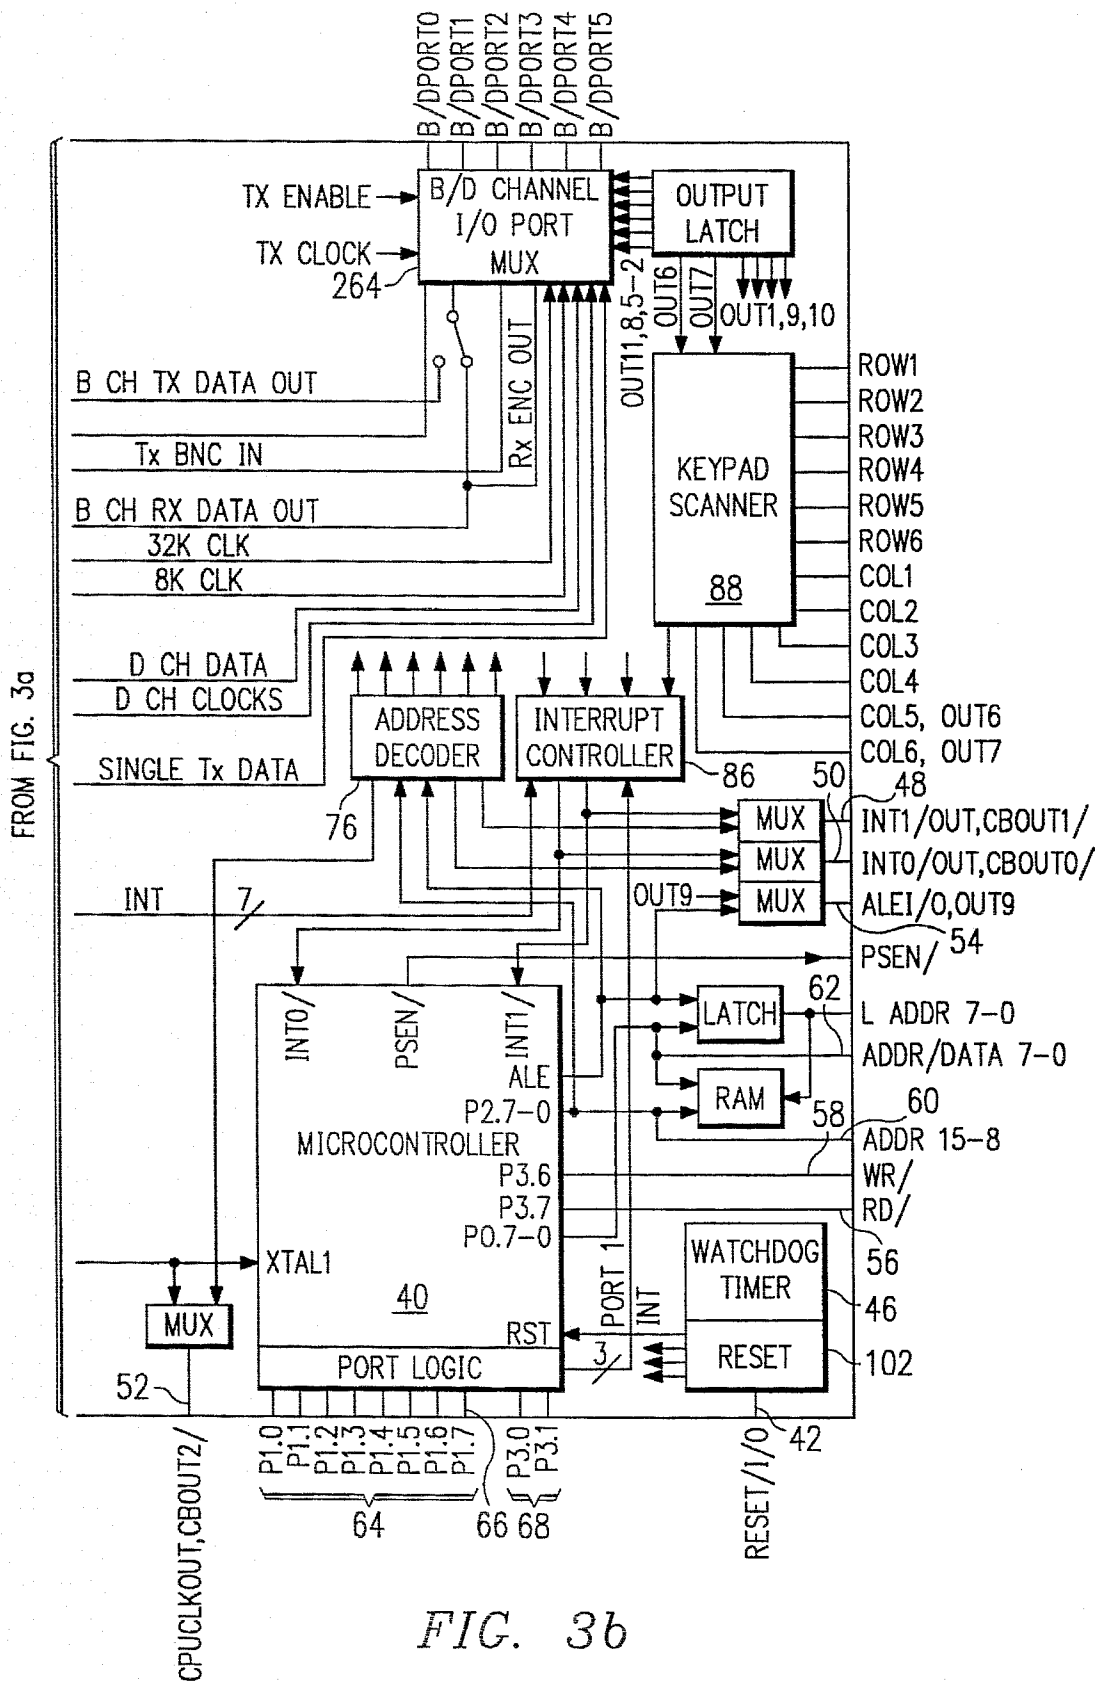 B/DPORT0
B/DPORT1
B/DPORT2
B/DPORT3
B/DPORT4
B/DPORT5
TX ENABLE
TX CLOCK
264
B/D CHANNEL
I/O PORT
MUX
OUTPUT
LATCH
OUT11,8,5-2
OUT6
OUT7
OUT1,9,10
B CH TX DATA OUT
Tx BNC IN
Rx ENC OUT
B CH RX DATA OUT
32K CLK
8K CLK
D CH DATA
D CH CLOCKS
SINGLE Tx DATA
FROM FIG. 3a
KEYPAD
SCANNER
88
ROW1
ROW2
ROW3
ROW4
ROW5
ROW6
COL1
COL2
COL3
COL4
COL5, OUT6
COL6, OUT7
ADDRESS
DECODER
76
INTERRUPT
CONTROLLER
86
50
48
MUX
INT1/OUT,CBOUT1/
MUX
INT0/OUT,CBOUT0/
OUT9
MUX
ALEI/O,OUT9
54
INT
7
PSEN/
62
INT0/
PSEN/
INT1/
LATCH
L ADDR 7-0
ADDR/DATA 7-0
ALE
RAM
P2.7-0
58
60
ADDR 15-8
MICROCONTROLLER
P3.6
WR/
P3.7
RD/
P0.7-0
56
XTAL1
40
PORT 1
INT
WATCHDOG
TIMER
46
MUX
RST
PORT LOGIC
3
RESET
102
52
42
P1.0
P1.1
P1.2
P1.3
P1.4
P1.5
P1.6
P1.7
P3.0
P3.1
64
66
68
RESET/I/O
CPUCLKOUT,CBOUT2/
FIG. 3b